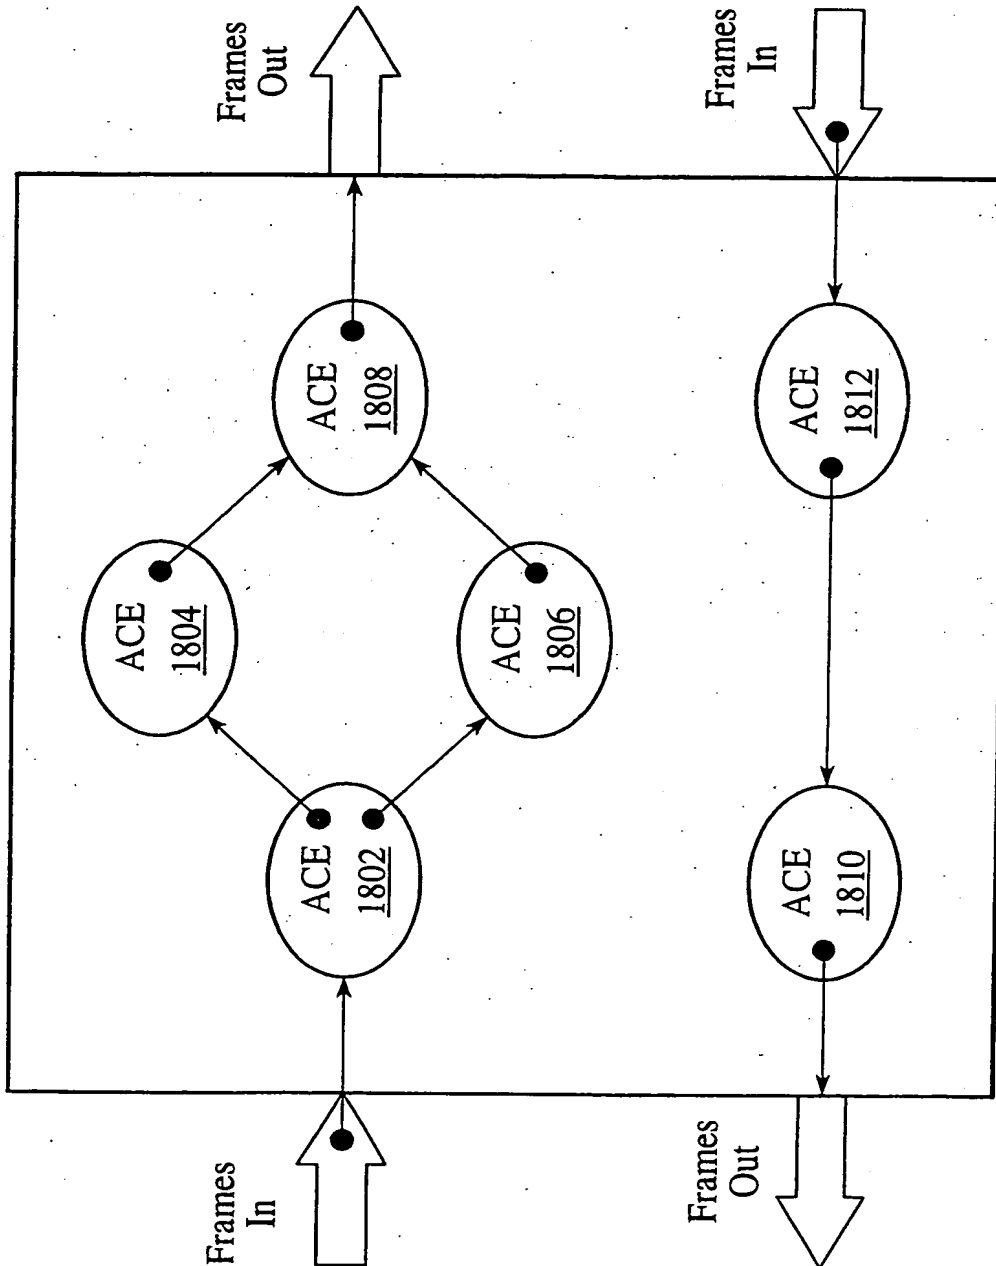 Frames
In
Frames
Out
ACE
1802
ACE
1804
ACE
1806
ACE
1808
Frames
Out
Frames
In
ACE
1810
ACE
1812